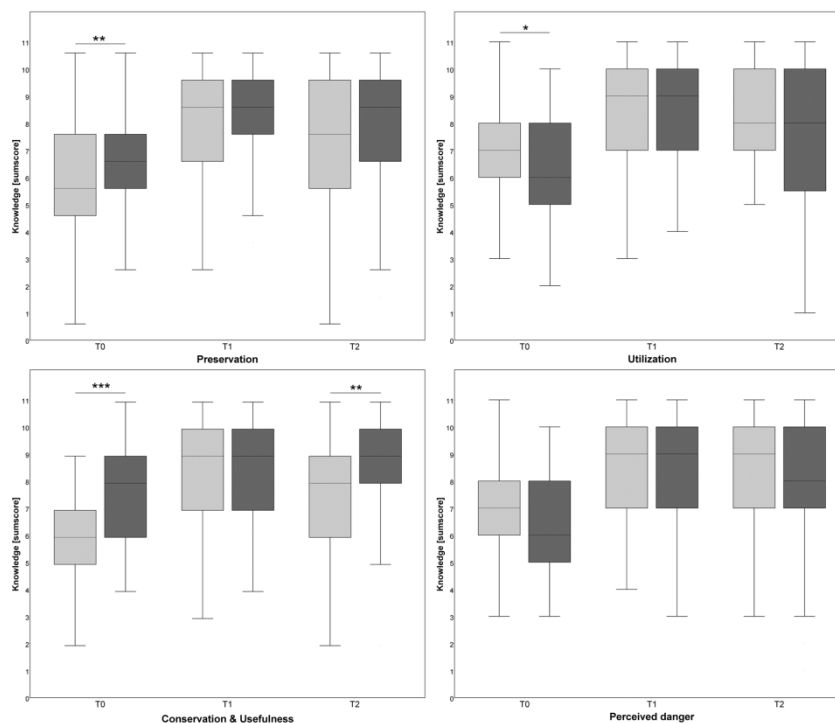 **
11
10
9
8
7
6
5
4
3
2
1
0
Knowledge [sumscore]
T0
T1
T2
Preservation
*
11
10
9
8
7
6
5
4
3
2
1
0
Knowledge [sumscore]
T0
T1
T2
Utilization
***
**
11
10
9
8
7
6
5
4
3
2
1
0
Knowledge [sumscore]
T0
T1
T2
Conservation & Usefulness
11
10
9
8
7
6
5
4
3
2
1
0
Knowledge [sumscore]
T0
T1
T2
Perceived danger